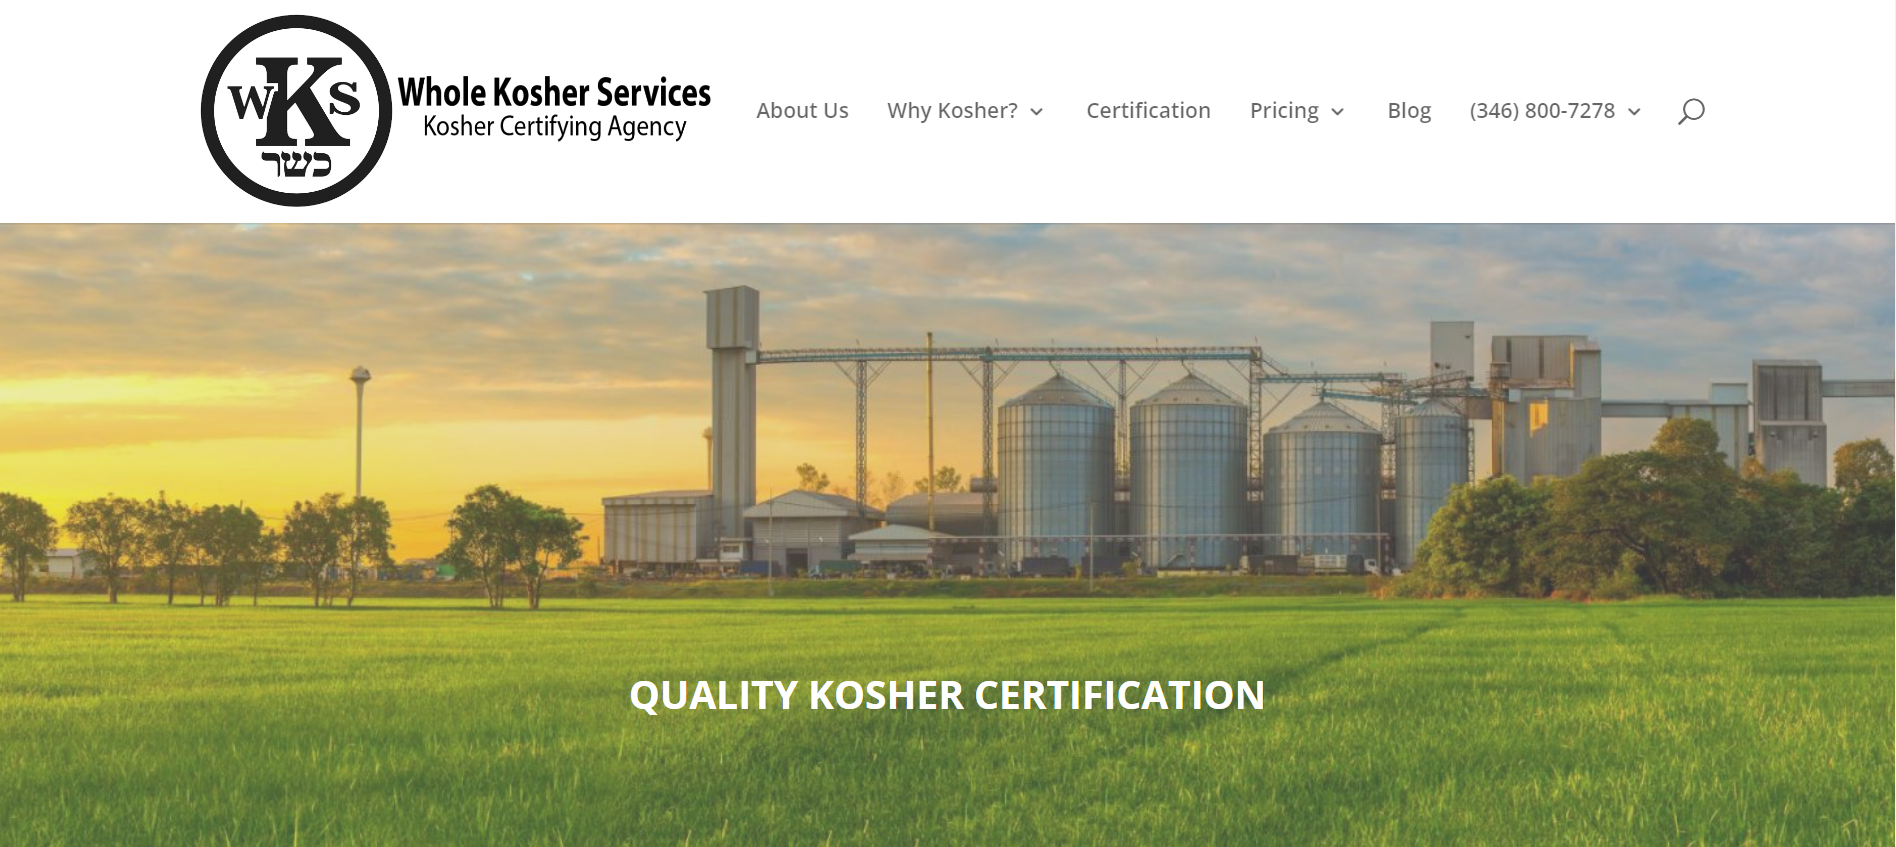 WKS
כשר
Whole Kosher Services
Kosher Certifying Agency
About Us
Why Kosher?
Certification
Pricing
Blog
(346) 800-7278
QUALITY KOSHER CERTIFICATION